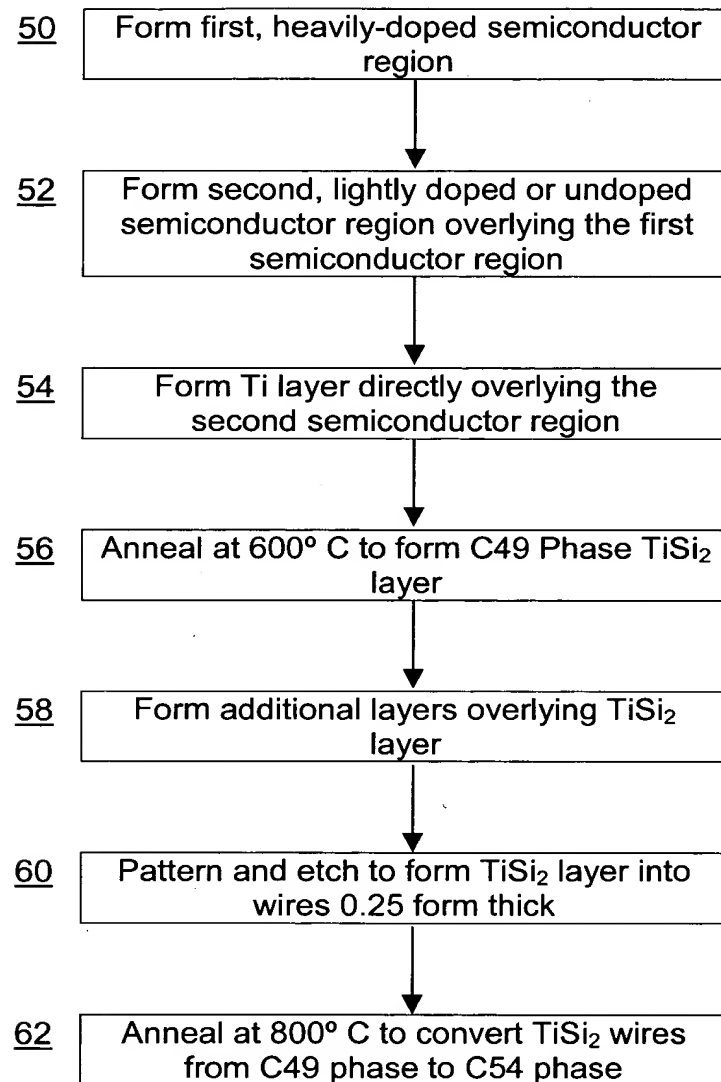 50
Form first, heavily-doped semiconductor
region
52
Form second, lightly doped or undoped
semiconductor region overlying the first
semiconductor region
54
Form Ti layer directly overlying the
second semiconductor region
56
Anneal at 600º C to form C49 Phase TiSi₂
layer
58
Form additional layers overlying TiSi₂
layer
60
Pattern and etch to form TiSi₂ layer into
wires 0.25 form thick
62
Anneal at 800º C to convert TiSi₂ wires
from C49 phase to C54 phase